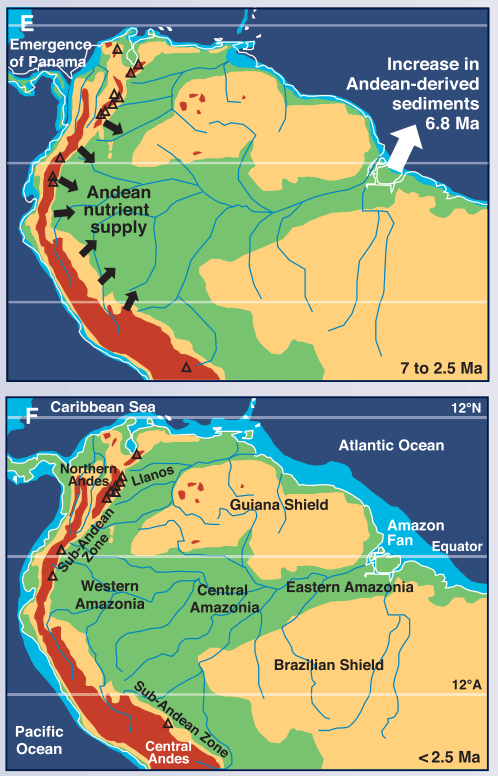 E
Emergence
of Panama
Increase in
Andean-derived
sediments
6.8 Ma
Andean
nutrient
supply
7 to 2.5 Ma
F
Caribbean Sea
12°N
Atlantic Ocean
Northern
Andes
Llanos
Guiana Shield
Sub-Andean
Zone
Amazon
Fan
Equator
Western
Amazonia
Central
Amazonia
Eastern Amazonia
Brazilian Shield
12°A
Sub-Andean Zone
Pacific
Ocean
Central
Andes
< 2.5 Ma